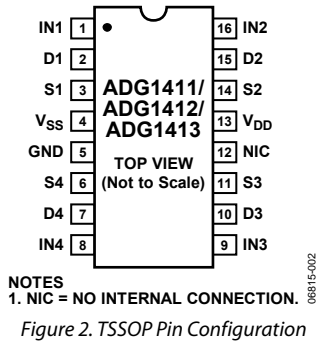 IN1 1 16 IN2
D1 2 15 D2
S1 3 ADG1411/ 14 S2
ADG1412/
VSS 4 ADG1413 13 VDD
GND 5 TOP VIEW 12 NIC
S4 6 (Not to Scale) 11 S3
D4 7 10 D3
IN4 8 9 IN3
NOTES
1. NIC = NO INTERNAL CONNECTION.
06815-002
Figure 2. TSSOP Pin Configuration